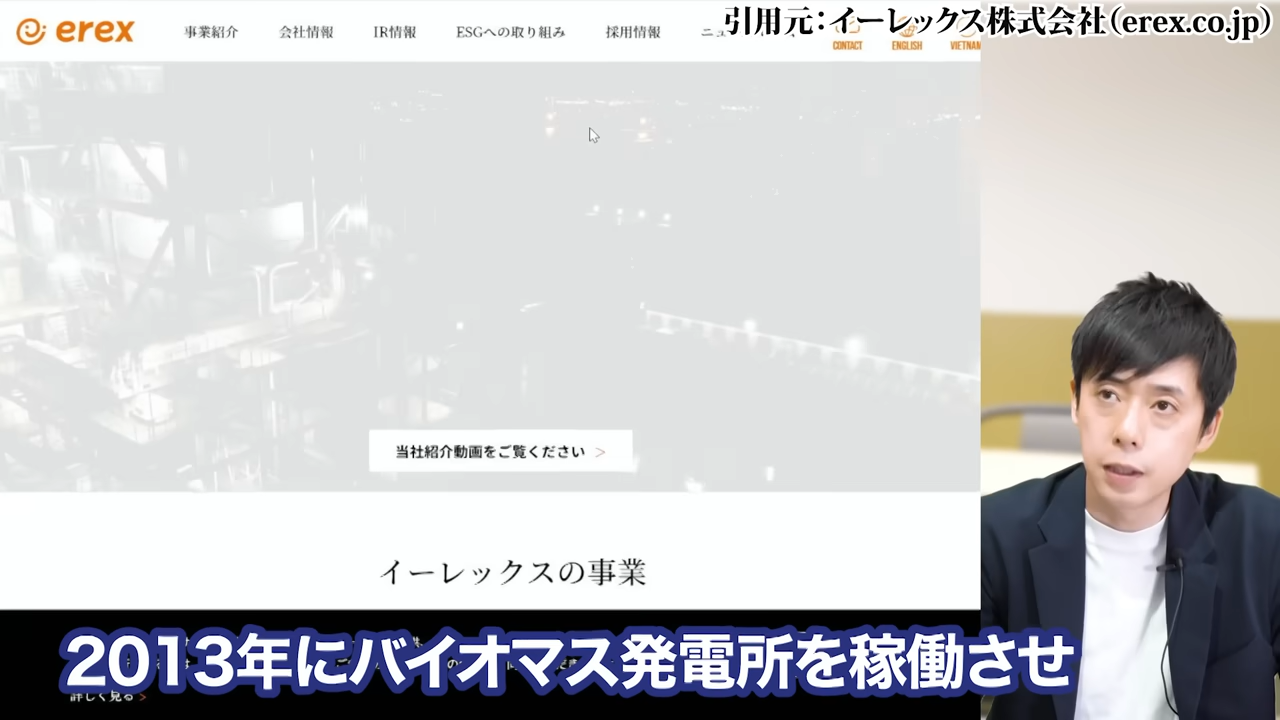 引用元：イーレックス株式会社（erex.co.jp）
erex
事業紹介 会社情報 IR情報 ESGへの取り組み 採用情報 ニュ
CONTACT ENGLISH VIETNAM
当社紹介動画をご覧ください ＞
イーレックスの事業
2013年にバイオマス発電所を稼働させ
詳しく見る ＞